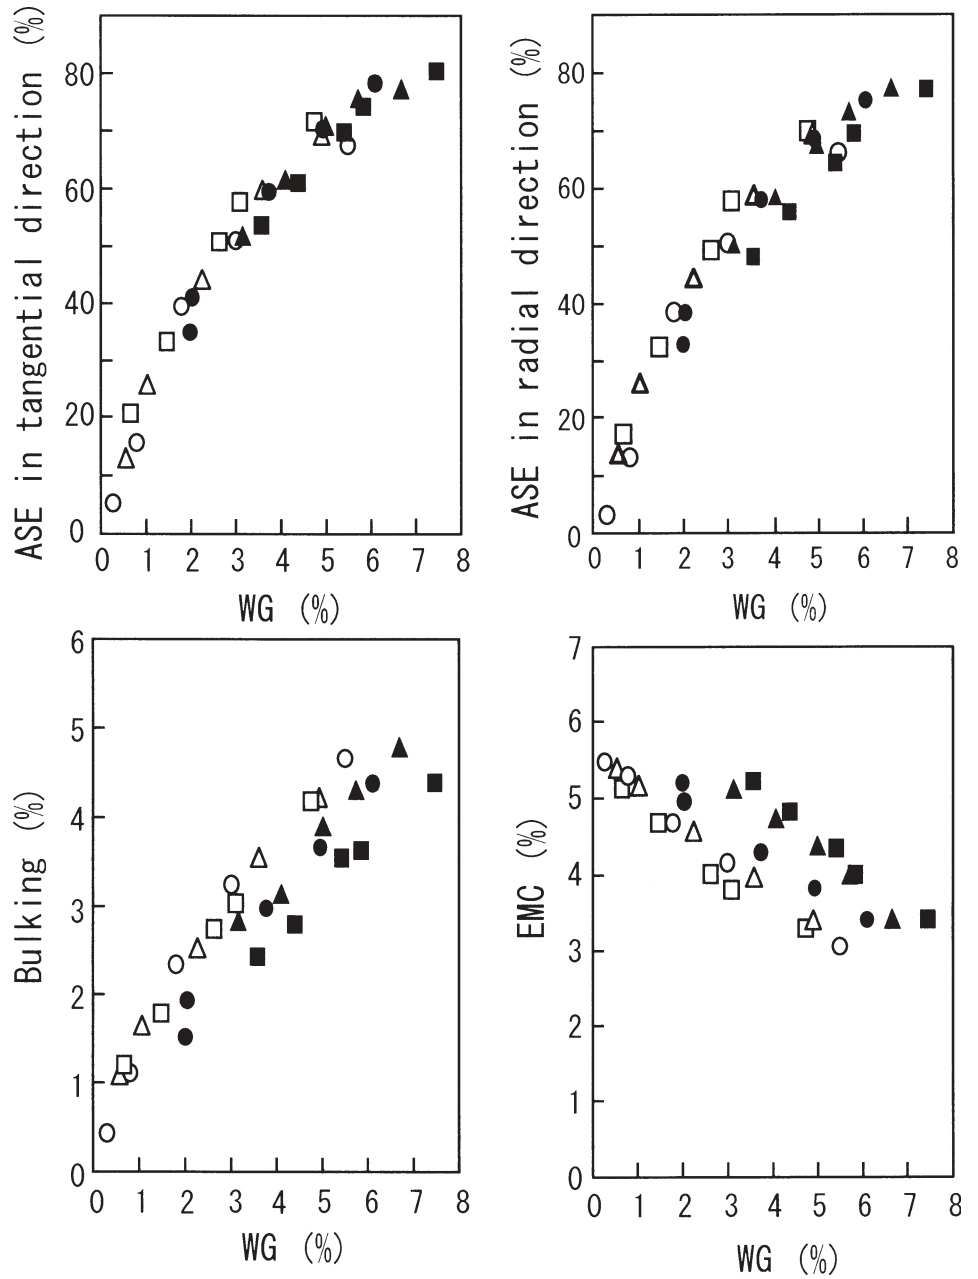 ASE in tangential direction (%)
80
60
40
20
0
0 1 2 3 4 5 6 7 8
WG (%)
ASE in radial direction (%)
80
60
40
20
0
0 1 2 3 4 5 6 7 8
WG (%)
Bulking (%)
6
5
4
3
2
1
0
0 1 2 3 4 5 6 7 8
WG (%)
EMC (%)
7
6
5
4
3
2
1
0
0 1 2 3 4 5 6 7 8
WG (%)